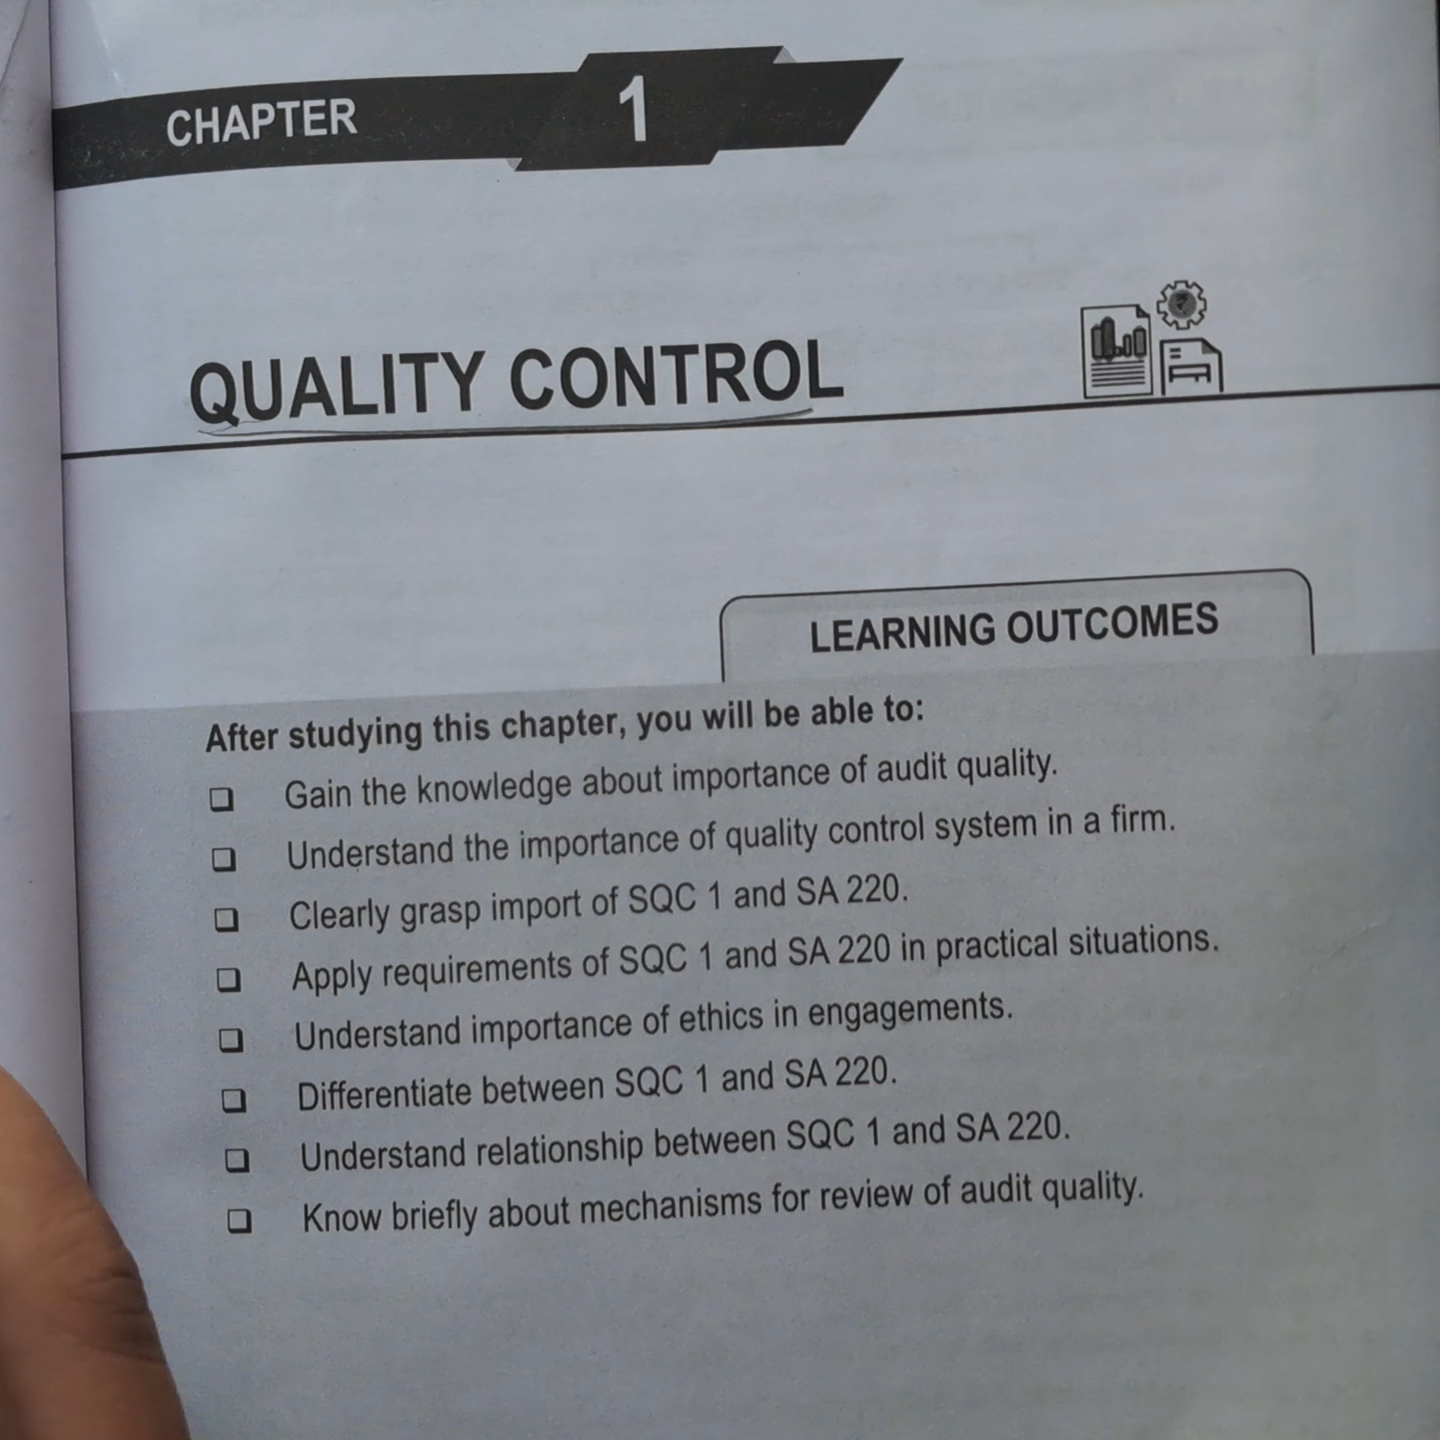 CHAPTER 1
QUALITY CONTROL
LEARNING OUTCOMES
After studying this chapter, you will be able to:
❑ Gain the knowledge about importance of audit quality.
❑ Understand the importance of quality control system in a firm.
❑ Clearly grasp import of SQC 1 and SA 220.
❑ Apply requirements of SQC 1 and SA 220 in practical situations.
❑ Understand importance of ethics in engagements.
❑ Differentiate between SQC 1 and SA 220.
❑ Understand relationship between SQC 1 and SA 220.
❑ Know briefly about mechanisms for review of audit quality.